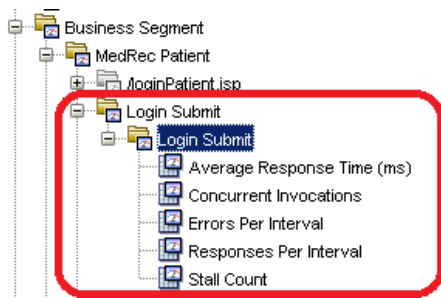 Business Segment
MedRec Patient
/loginPatient.jsp
Login Submit
Login Submit
Average Response Time (ms)
Concurrent Invocations
Errors Per Interval
Responses Per Interval
Stall Count